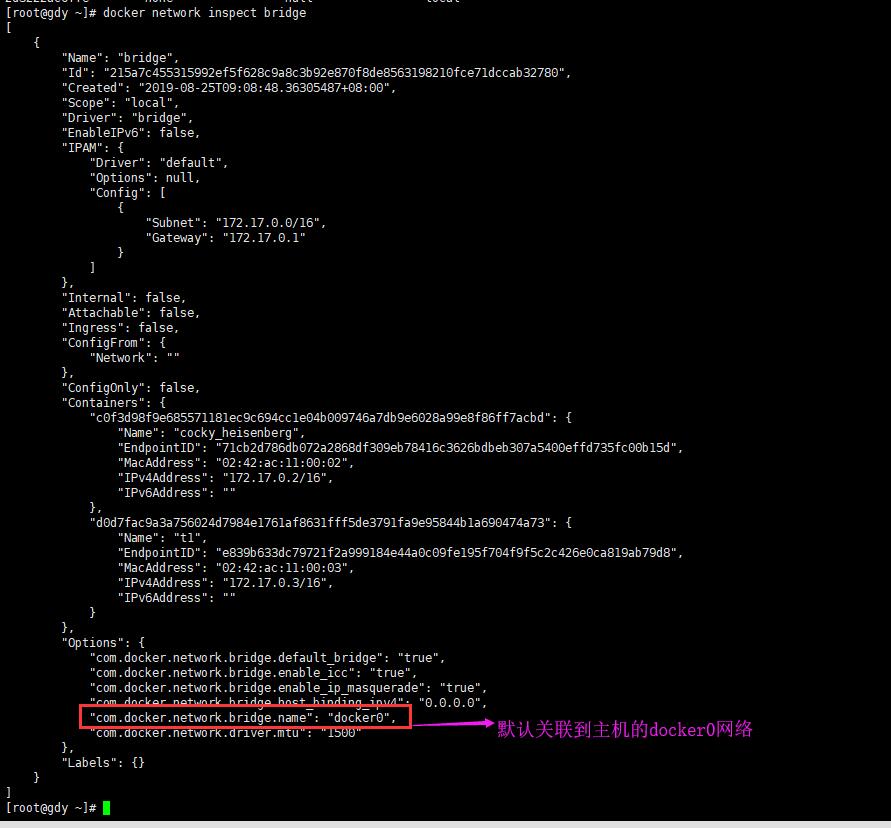 [root@gdy ~]# docker network inspect bridge
[
    {
        "Name": "bridge",
        "Id": "215a7c455315992ef5f628c9a8c3b92e870f8de8563198210fce71dccab32780",
        "Created": "2019-08-25T09:08:48.36305487+08:00",
        "Scope": "local",
        "Driver": "bridge",
        "EnableIPv6": false,
        "IPAM": {
            "Driver": "default",
            "Options": null,
            "Config": [
                {
                    "Subnet": "172.17.0.0/16",
                    "Gateway": "172.17.0.1"
                }
            ]
        },
        "Internal": false,
        "Attachable": false,
        "Ingress": false,
        "ConfigFrom": {
            "Network": ""
        },
        "ConfigOnly": false,
        "Containers": {
            "c0f3d98f9e685571181ec9c694cc1e04b009746a7db9e6028a99e8f86ff7acbd": {
                "Name": "cocky_heisenberg",
                "EndpointID": "71cb2d786db072a2868df309eb78416c3626bdbeb307a5400effd735fc00b15d",
                "MacAddress": "02:42:ac:11:00:02",
                "IPv4Address": "172.17.0.2/16",
                "IPv6Address": ""
            },
            "d0d7fac9a3a756024d7984e1761af8631fff5de3791fa9e95844b1a690474a73": {
                "Name": "t1",
                "EndpointID": "e839b633dc79721f2a999184e44a0c09fe195f704f9f5c2c426e0ca819ab79d8",
                "MacAddress": "02:42:ac:11:00:03",
                "IPv4Address": "172.17.0.3/16",
                "IPv6Address": ""
            }
        },
        "Options": {
            "com.docker.network.bridge.default_bridge": "true",
            "com.docker.network.bridge.enable_icc": "true",
            "com.docker.network.bridge.enable_ip_masquerade": "true",
            "com.docker.network.bridge.host_binding_ipv4": "0.0.0.0",
            "com.docker.network.bridge.name": "docker0", 默认关联到主机的docker0网络
            "com.docker.network.driver.mtu": "1500"
        },
        "Labels": {}
    }
]
[root@gdy ~]#